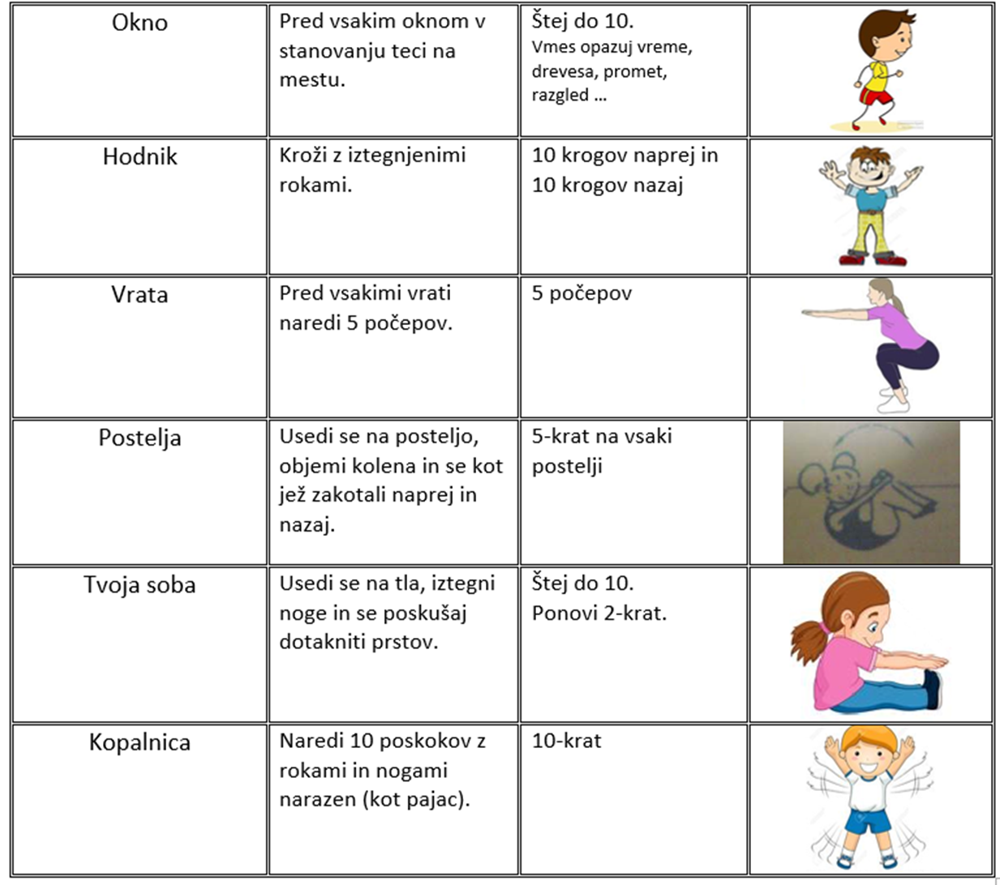 Okno
Pred vsakim oknom v
stanovanju teci na
mestu.
Štej do 10.
Vmes opazuj vreme,
drevesa, promet,
razgled ...
Hodnik
Kroži z iztegnjenimi
rokami.
10 krogov naprej in
10 krogov nazaj
Vrata
Pred vsakimi vrati
naredi 5 počepov.
5 počepov
Postelja
Usedi se na posteljo,
objemi kolena in se kot
jež zakotali naprej in
nazaj.
5-krat na vsaki
postelji
Tvoja soba
Usedi se na tla, iztegni
noge in se poskušaj
dotakniti prstov.
Štej do 10.
Ponovi 2-krat.
Kopalnica
Naredi 10 poskokov z
rokami in nogami
narazen (kot pajac).
10-krat